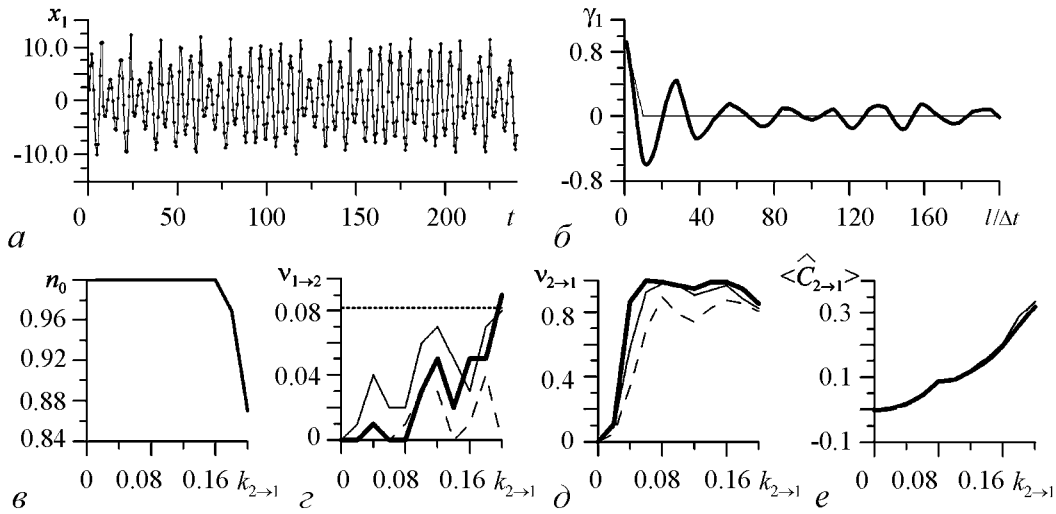 x₁
10.0
0
-10.0
0 50 100 150 200 t
а
γ₁
0.8
0
-0.8
0 40 80 120 160 l/Δt
б
n₀
0.96
0.92
0.88
0.84
0 0.08 0.16 k₂→₁
в
ν₁→₂
0.08
0.04
0
0 0.08 0.16 k₂→₁
г
ν₂→₁
0.8
0.4
0
0 0.08 0.16 k₂→₁
д
<Ĉ₂→₁>
0.3
0.1
-0.1
0 0.08 0.16 k₂→₁
е